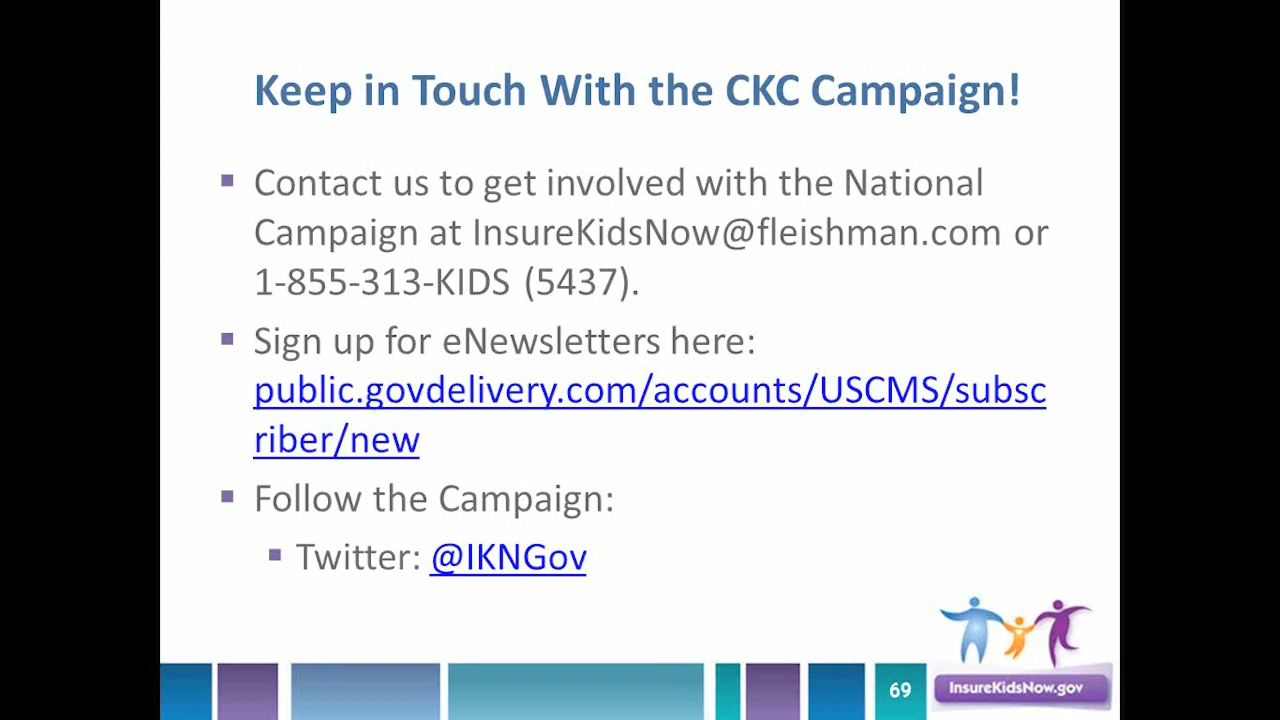 Keep in Touch With the CKC Campaign!
Contact us to get involved with the National
Campaign at InsureKidsNow@fleishman.com or
1-855-313-KIDS (5437).
Sign up for eNewsletters here:
public.govdelivery.com/accounts/USCMS/subsc
riber/new
Follow the Campaign:
Twitter: @IKNGov
69
InsureKidsNow.gov